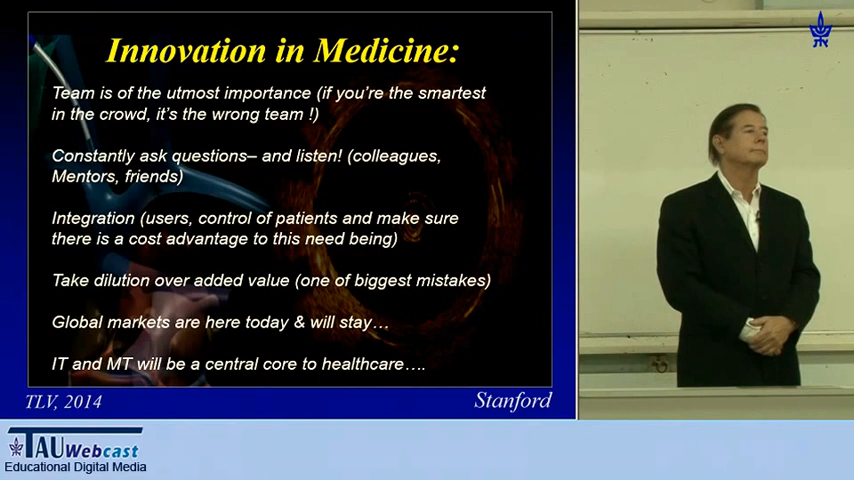 Innovation in Medicine:
Team is of the utmost importance (if you're the smartest
in the crowd, it's the wrong team !)
Constantly ask questions– and listen! (colleagues,
Mentors, friends)
Integration (users, control of patients and make sure
there is a cost advantage to this need being)
Take dilution over added value (one of biggest mistakes)
Global markets are here today & will stay…
IT and MT will be a central core to healthcare….
TLV, 2014
Stanford
TAU Webcast
Educational Digital Media